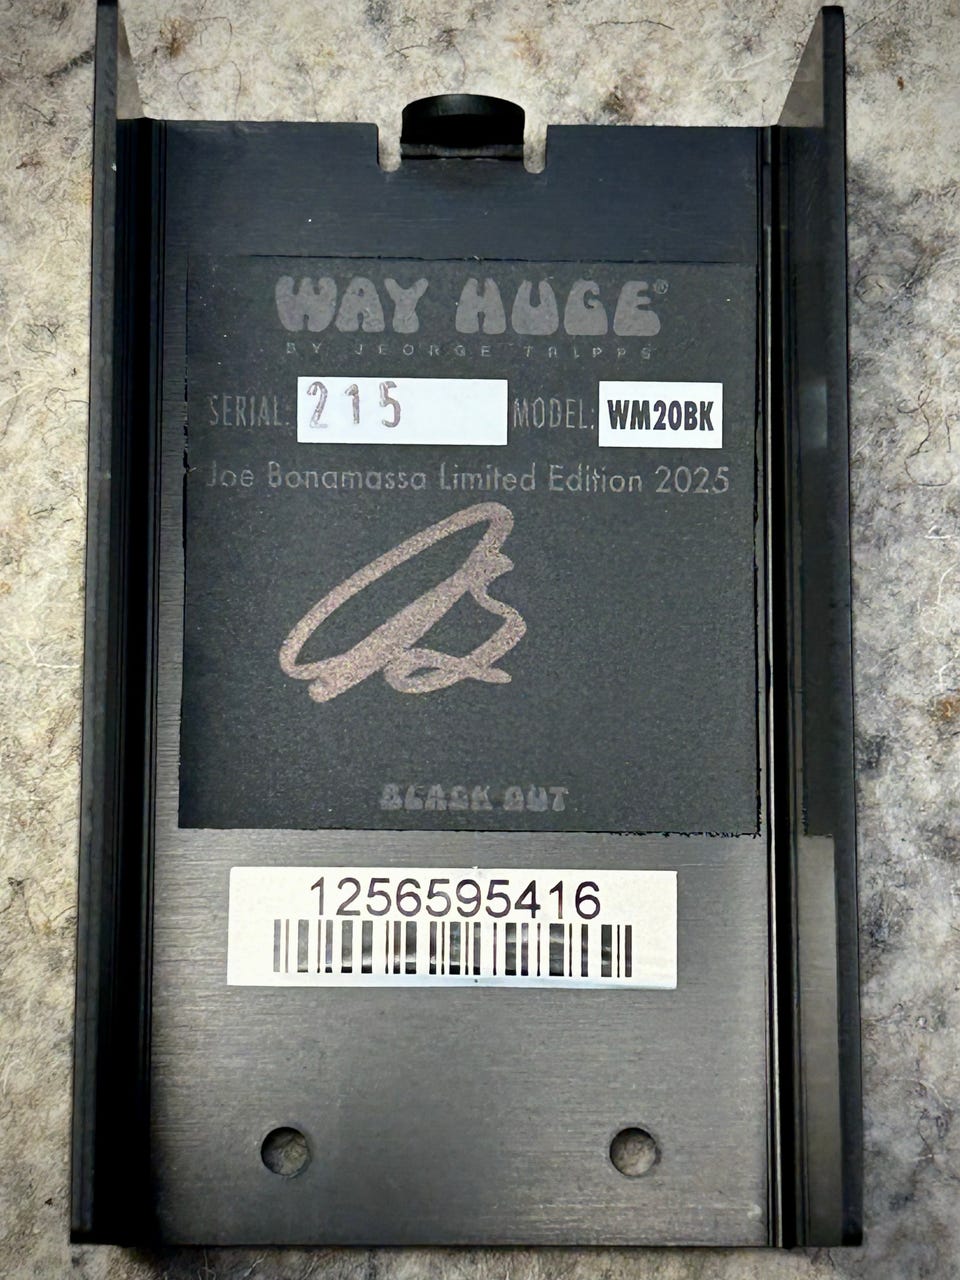 WAY HUGE®
BY JEORGE TRIPPS
SERIAL: 215 MODEL: WM20BK
Joe Bonamassa Limited Edition 2025
BLACK OUT
1256595416